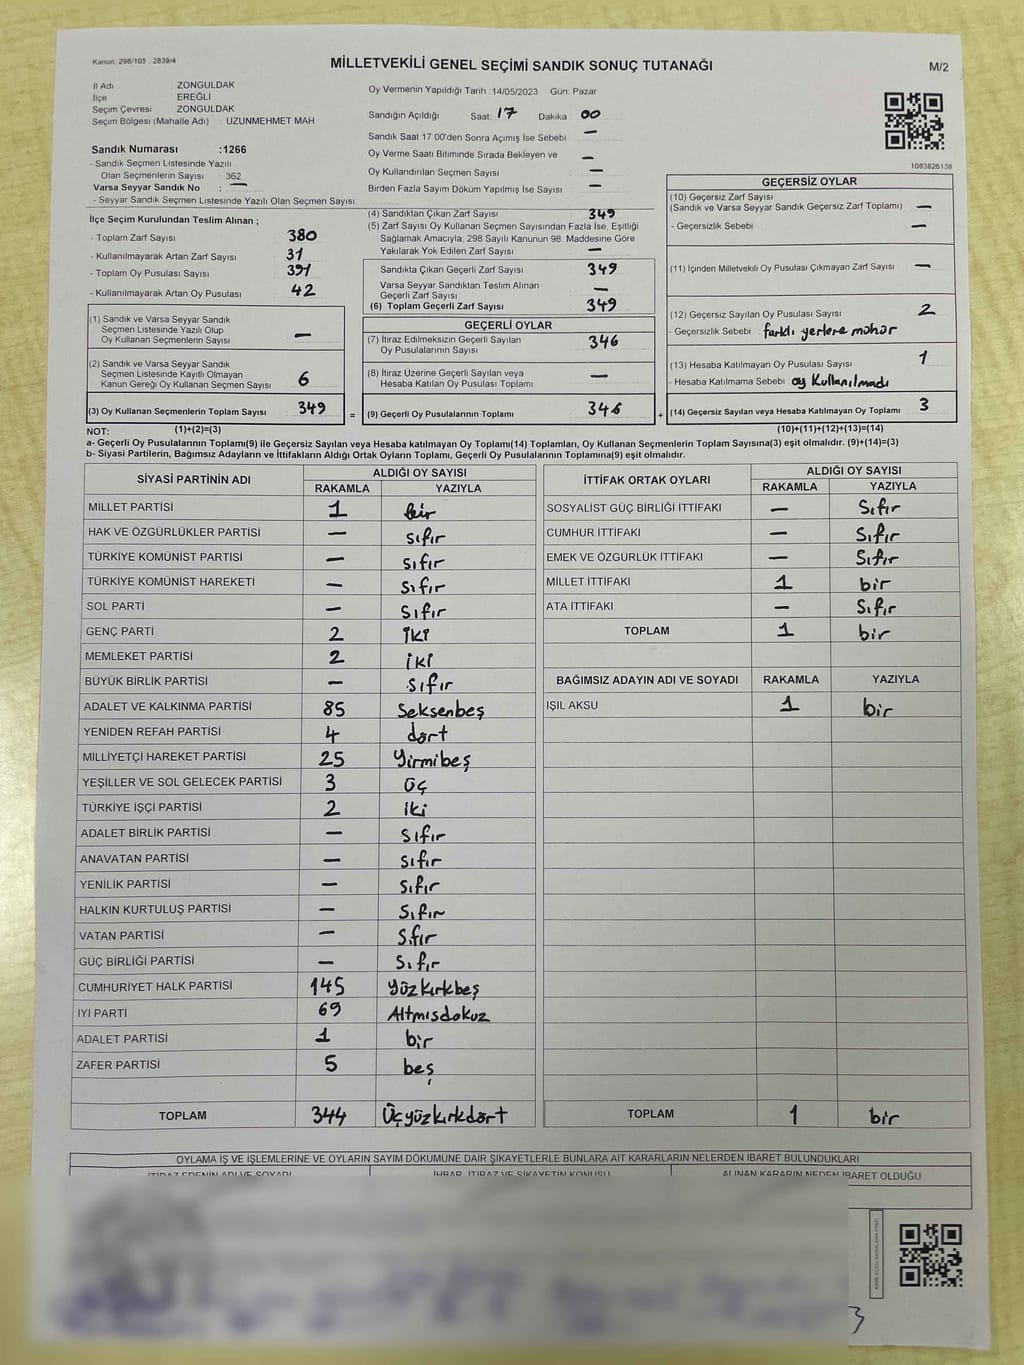 Kanun: 298/105 , 2839/4
MİLLETVEKİLİ GENEL SEÇİMİ SANDIK SONUÇ TUTANAĞI
M/2
İl Adı ZONGULDAK
İlçe EREĞLİ
Seçim Çevresi ZONGULDAK
Seçim Bölgesi (Mahalle Adı) : UZUNMEHMET MAH.
Sandık Numarası :1266
- Sandık Seçmen Listesinde Yazılı
Olan Seçmenlerin Sayısı : 362
Varsa Seyyar Sandık No : —
- Seyyar Sandık Seçmen Listesinde Yazılı Olan Seçmen Sayısı:
Oy Vermenin Yapıldığı Tarih :14/05/2023 Gün: Pazar
Sandığın Açıldığı Saat: 17 Dakika: 00
Sandık Saat 17.00'den Sonra Açılmış İse Sebebi —
Oy Verme Saati Bitiminde Sırada Bekleyen ve —
Oy Kullandırılan Seçmen Sayısı —
Birden Fazla Sayım Döküm Yapılmış İse Sayısı —
1083826138
İlçe Seçim Kurulundan Teslim Alınan ;
- Toplam Zarf Sayısı 380
- Kullanılmayarak Artan Zarf Sayısı 31
- Toplam Oy Pusulası Sayısı 391
- Kullanılmayarak Artan Oy Pusulası 42
(1) Sandık ve Varsa Seyyar Sandık
Seçmen Listesinde Yazılı Olup
Oy Kullanan Seçmenlerin Sayısı —
(2) Sandık ve Varsa Seyyar Sandık
Seçmen Listesinde Kayıtlı Olmayan
Kanun Gereği Oy Kullanan Seçmen Sayısı 6
(3) Oy Kullanan Seçmenlerin Toplam Sayısı 349 =
(4) Sandıktan Çıkan Zarf Sayısı 349
(5) Zarf Sayısı Oy Kullanan Seçmen Sayısından Fazla İse, Eşitliği
Sağlamak Amacıyla, 298 Sayılı Kanunun 98. Maddesine Göre
Yakılarak Yok Edilen Zarf Sayısı —
Sandıkta Çıkan Geçerli Zarf Sayısı 349
Varsa Seyyar Sandıktan Teslim Alınan
Geçerli Zarf Sayısı —
(6) Toplam Geçerli Zarf Sayısı 349
GEÇERLİ OYLAR
(7) İtiraz Edilmeksizin Geçerli Sayılan
Oy Pusulalarının Sayısı 346
(8) İtiraz Üzerine Geçerli Sayılan veya
Hesaba Katılan Oy Pusulası Toplamı —
(9) Geçerli Oy Pusulalarının Toplamı 346 +
GEÇERSİZ OYLAR
(10) Geçersiz Zarf Sayısı
(Sandık ve Varsa Seyyar Sandık Geçersiz Zarf Toplamı) —
- Geçersizlik Sebebi : —
(11) İçinden Milletvekili Oy Pusulası Çıkmayan Zarf Sayısı —
(12) Geçersiz Sayılan Oy Pusulası Sayısı 2
- Geçersizlik Sebebi : farklı yerlere mühür
(13) Hesaba Katılmayan Oy Pusulası Sayısı 1
- Hesaba Katılmama Sebebi : oy Kullanılmadı
(14) Geçersiz Sayılan veya Hesaba Katılmayan Oy Toplamı 3
NOT: (1)+(2)=(3) (10)+(11)+(12)+(13)=(14)
a- Geçerli Oy Pusulalarının Toplamı(9) ile Geçersiz Sayılan veya Hesaba katılmayan Oy Toplamı(14) Toplamları, Oy Kullanan Seçmenlerin Toplam Sayısına(3) eşit olmalıdır. (9)+(14)=(3)
b- Siyasi Partilerin, Bağımsız Adayların ve İttifakların Aldığı Ortak Oyların Toplamı, Geçerli Oy Pusulalarının Toplamına(9) eşit olmalıdır.
SİYASİ PARTİNİN ADI ALDIĞI OY SAYISI
RAKAMLA YAZIYLA
MİLLET PARTİSİ 1 bir
HAK VE ÖZGÜRLÜKLER PARTİSİ — sıfır
TÜRKİYE KOMÜNİST PARTİSİ — sıfır
TÜRKİYE KOMÜNİST HAREKETİ — sıfır
SOL PARTİ — sıfır
GENÇ PARTİ 2 iki
MEMLEKET PARTİSİ 2 iki
BÜYÜK BİRLİK PARTİSİ — sıfır
ADALET VE KALKINMA PARTİSİ 85 Seksenbeş
YENİDEN REFAH PARTİSİ 4 dört
MİLLİYETÇİ HAREKET PARTİSİ 25 Yirmibeş
YEŞİLLER VE SOL GELECEK PARTİSİ 3 üç
TÜRKİYE İŞÇİ PARTİSİ 2 iki
ADALET BİRLİK PARTİSİ — sıfır
ANAVATAN PARTİSİ — sıfır
YENİLİK PARTİSİ — sıfır
HALKIN KURTULUŞ PARTİSİ — sıfır
VATAN PARTİSİ — sıfır
GÜÇ BİRLİĞİ PARTİSİ — sıfır
CUMHURİYET HALK PARTİSİ 145 Yüzkırkbeş
İYİ PARTİ 69 Altmışdokuz
ADALET PARTİSİ 1 bir
ZAFER PARTİSİ 5 beş
TOPLAM 344 Üçyüzkırkdört
İTTİFAK ORTAK OYLARI ALDIĞI OY SAYISI
RAKAMLA YAZIYLA
SOSYALİST GÜÇ BİRLİĞİ İTTİFAKI — Sıfır
CUMHUR İTTİFAKI — Sıfır
EMEK VE ÖZGÜRLÜK İTTİFAKI — Sıfır
MİLLET İTTİFAKI 1 bir
ATA İTTİFAKI — Sıfır
TOPLAM 1 bir
BAĞIMSIZ ADAYIN ADI VE SOYADI RAKAMLA YAZIYLA
IŞIL AKSU 1 bir
TOPLAM 1 bir
OYLAMA İŞ VE İŞLEMLERİNE VE OYLARIN SAYIM DÖKÜMÜNE DAİR ŞİKAYETLERLE BUNLARA AİT KARARLARIN NELERDEN İBARET BULUNDUKLARI
İTİRAZ EDENİN ADI VE SOYADI İHBAR, İTİRAZ VE ŞİKAYETİN KONUSU ALINAN KARARIN NEDEN İBARET OLDUĞU